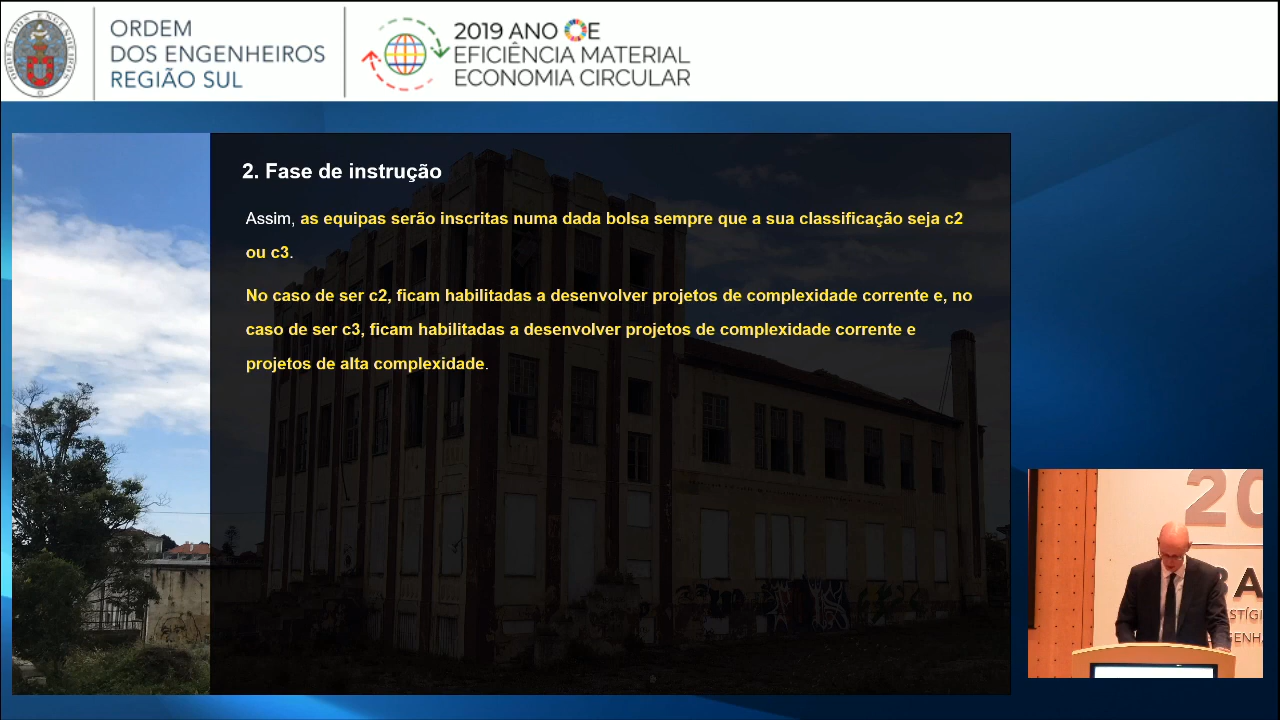 ORDEM
DOS ENGENHEIROS
REGIÃO SUL
2019 ANO OE
EFICIÊNCIA MATERIAL
ECONOMIA CIRCULAR
2. Fase de instrução
Assim, as equipas serão inscritas numa dada bolsa sempre que a sua classificação seja c2
ou c3.
No caso de ser c2, ficam habilitadas a desenvolver projetos de complexidade corrente e, no
caso de ser c3, ficam habilitadas a desenvolver projetos de complexidade corrente e
projetos de alta complexidade.
20